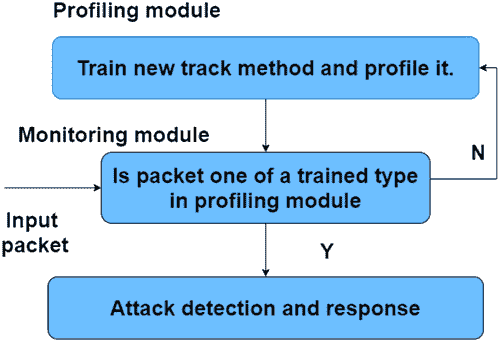 Profiling module
Train new track method and profile it.
Monitoring module
N
Is packet one of a trained type
in profiling module
Input
packet
Y
Attack detection and response